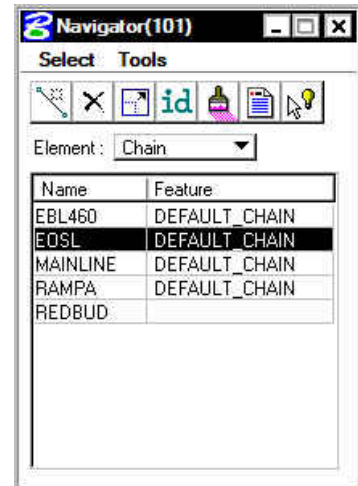 Navigator(101)
Select Tools
id
Element : Chain
Name Feature
EBL460 DEFAULT_CHAIN
EOSL DEFAULT_CHAIN
MAINLINE DEFAULT_CHAIN
RAMPA DEFAULT_CHAIN
REDBUD